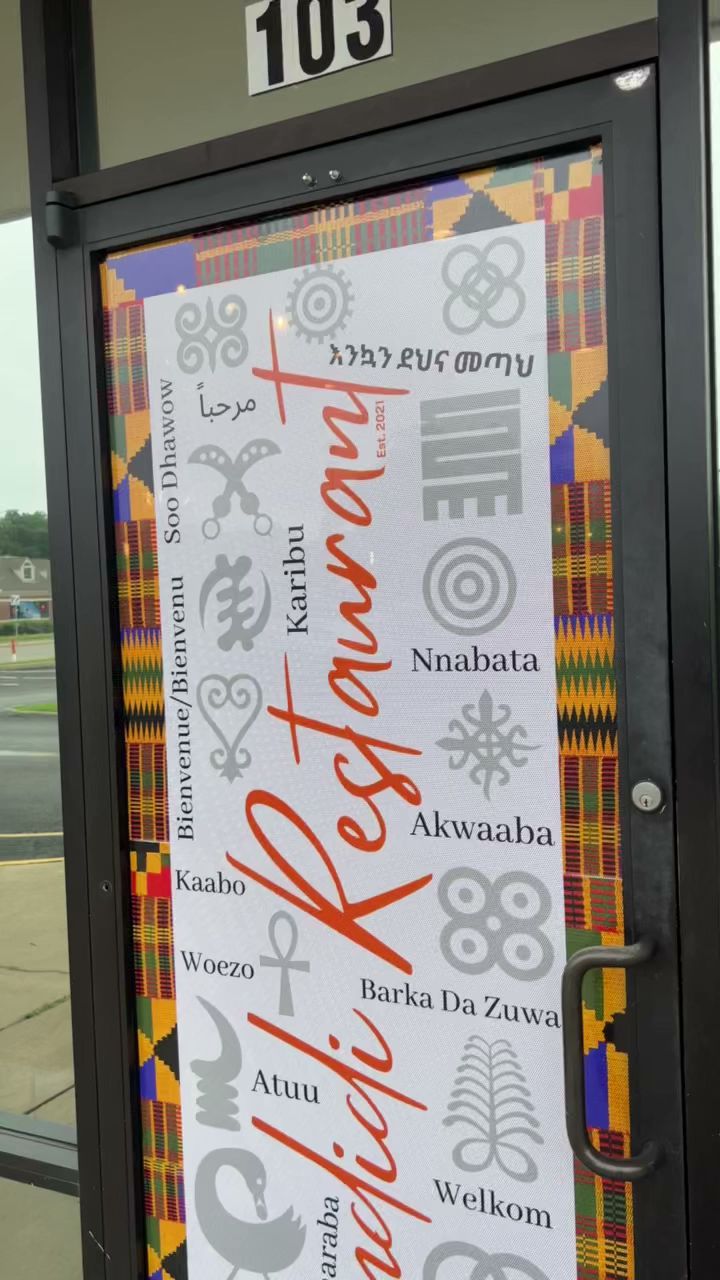 103
እንኳን ደህና መጣህ
مرحباً
Soo Dhawow
Est. 2021
Karibu
Bienvenue/Bienvenu
Restaurant
Nnabata
Akwaaba
Kaabo
Woezo
Barka Da Zuwa
Atuu
Welkom